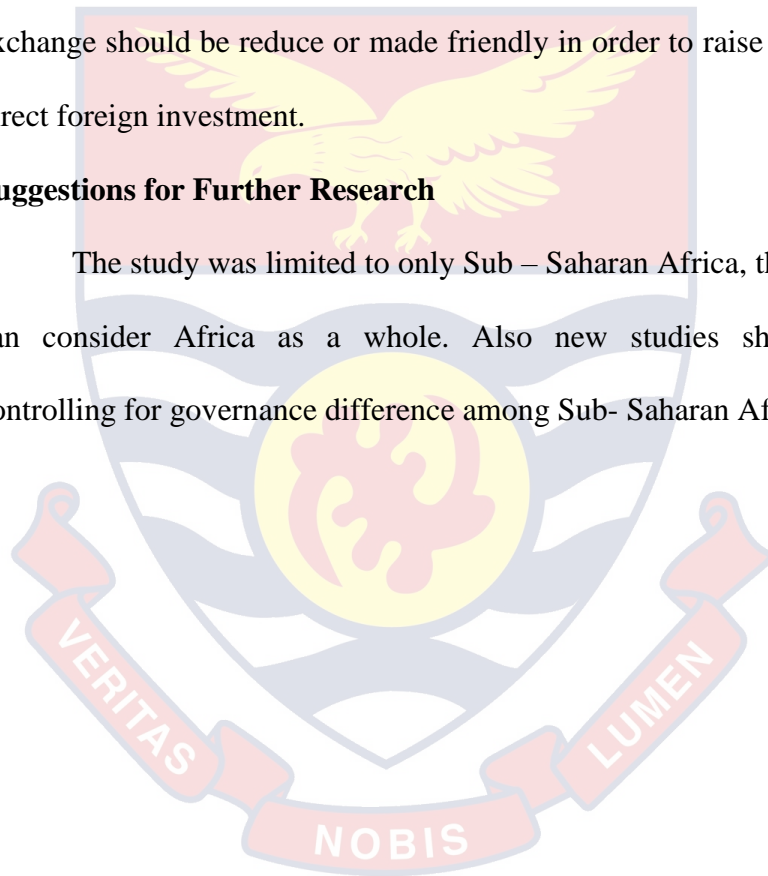 xchange should be reduce or made friendly in order to raise
rect foreign investment.
uggestions for Further Research
The study was limited to only Sub – Saharan Africa, th
an consider Africa as a whole. Also new studies sh
ontrolling for governance difference among Sub- Saharan Af
VERITAS
NOBIS
LUMEN